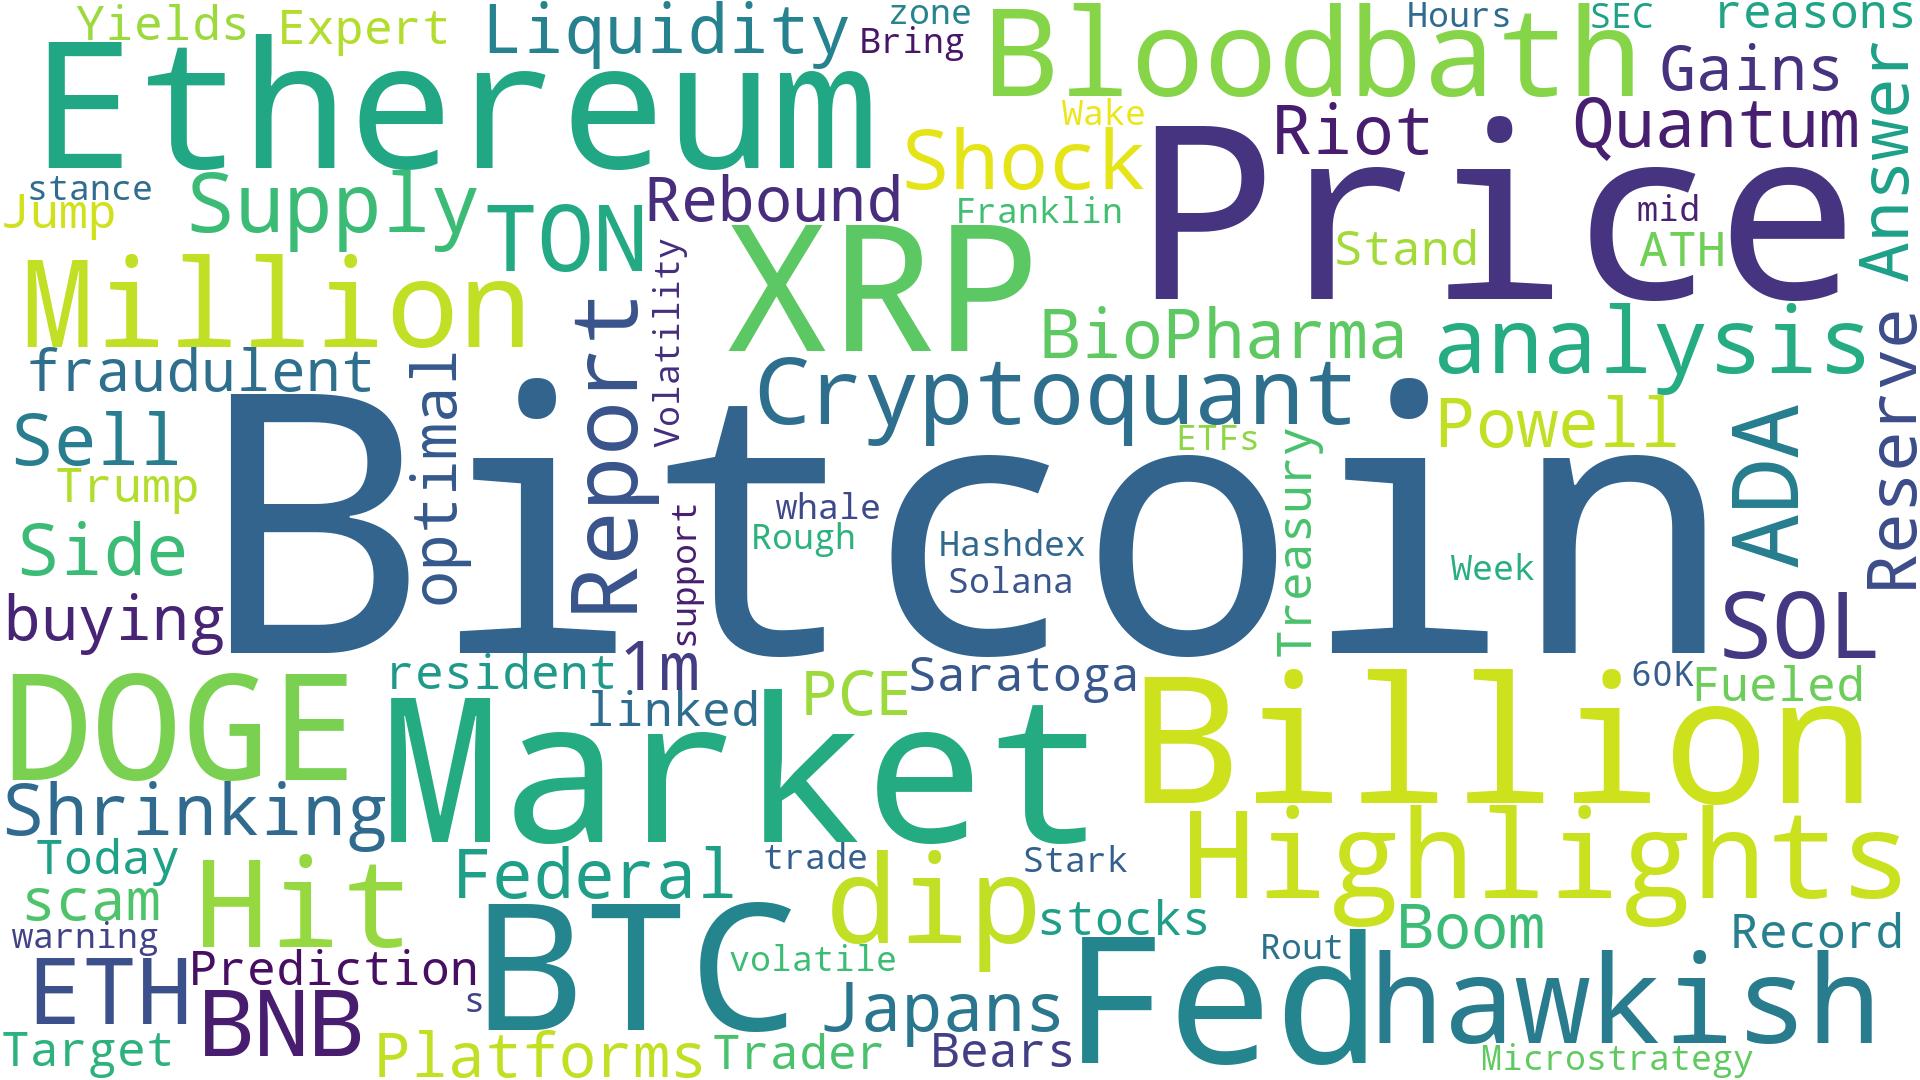 Yields
Expert
Liquidity
zone
Bring
Bloodbath
Hours
SEC
reasons
Ethereum
Gains
Answer
Wake
Shock
Price
Riot
Quantum
stance
Jump
Supply
TON
Rebound
Franklin
mid
Stand
ATH
Million
Volatility
XRP
BioPharma
analysis
Reserve
fraudulent
optimal
Report
Cryptoquant
Powell
ADA
Sell
Trump
Bitcoin
ETFs
Treasury
whale
Rough
support
Hashdex
Solana
Week
Side
buying
SOL
resident
1m
linked
PCE
Saratoga
60K
Fueled
DOGE
Market
Billion
Shrinking
Highlights
Today
scam
warning
Hit
Federal
trade
dip
Stark
stocks
Boom
Record
ETH
Prediction
s
BNB
BTC
volatile
Japans
Fed
Rout
hawkish
Target
Platforms
Trader
Bears
Microstrategy